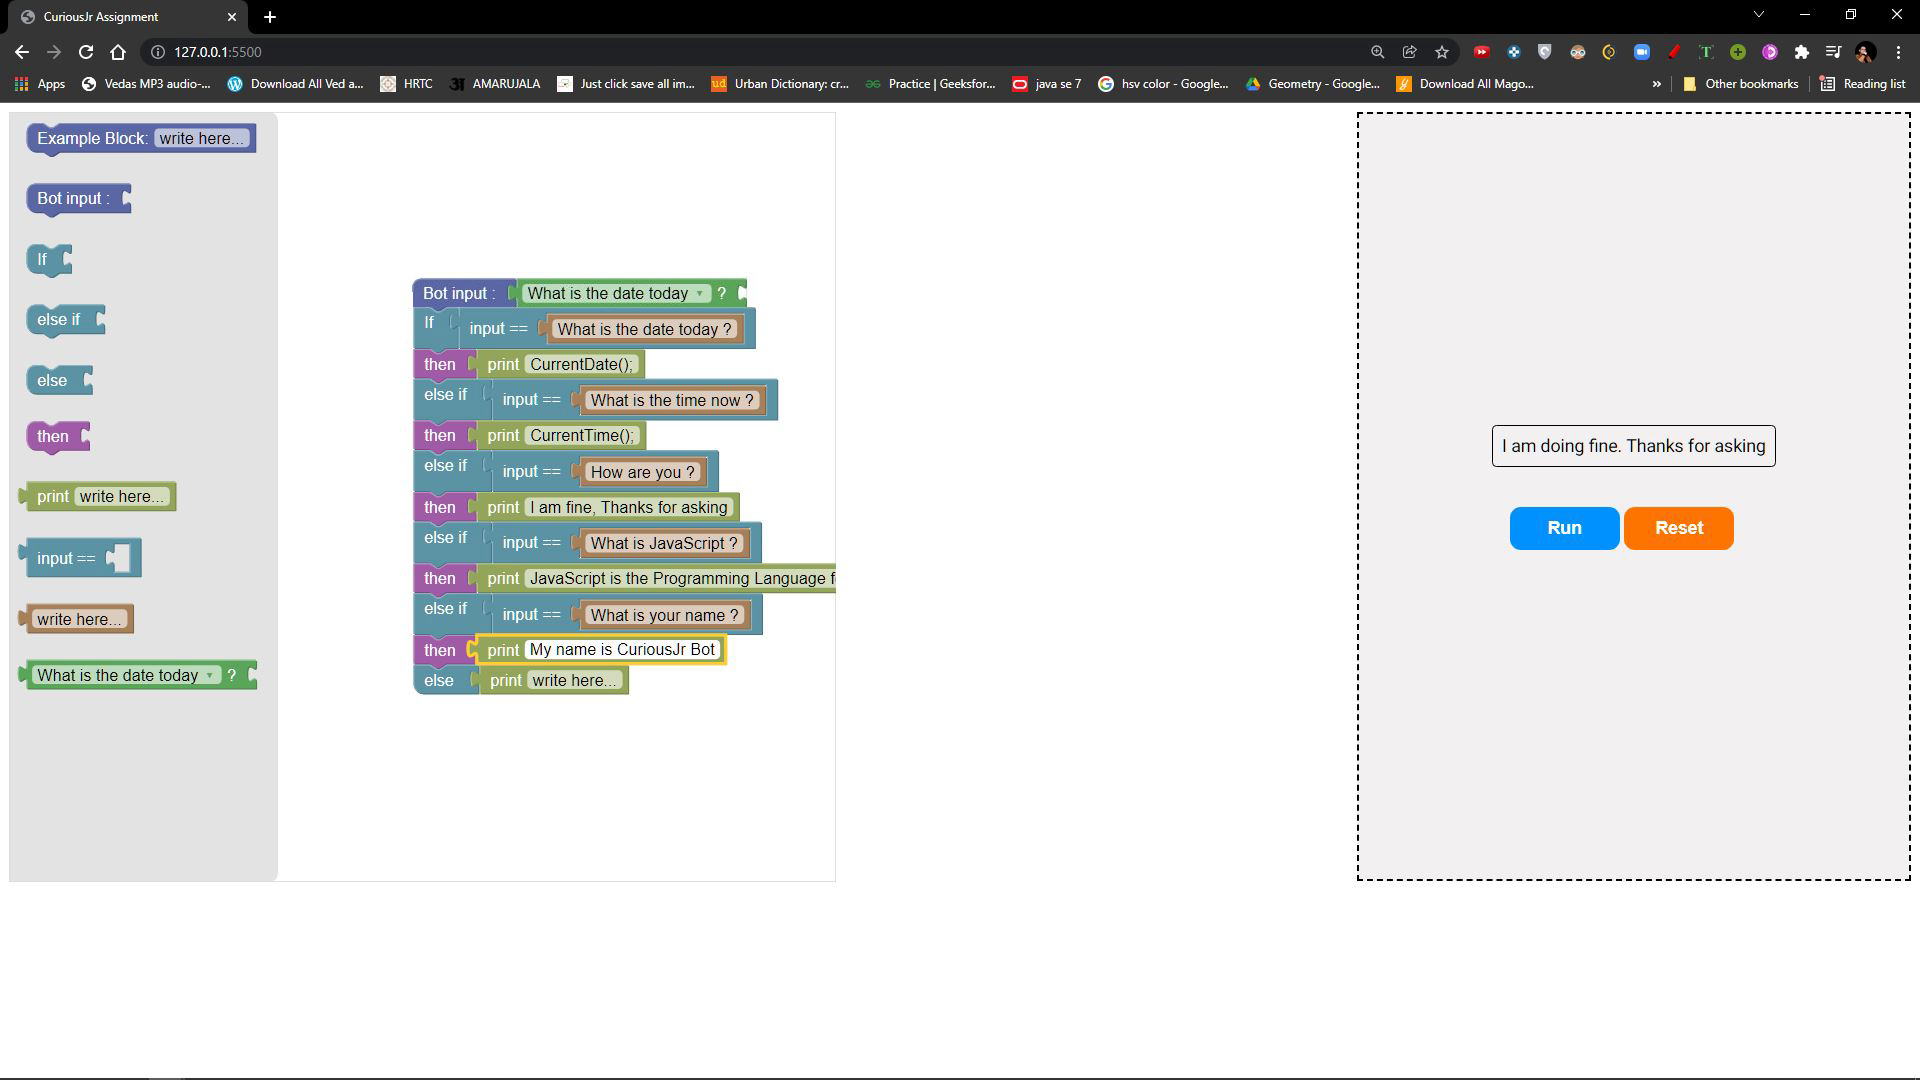 CuriousJr Assignment
127.0.0.1:5500
Apps
Vedas MP3 audio-...
Download All Ved a...
HRTC
AMARUJALA
Just click save all im...
ud
Urban Dictionary: cr...
Practice | Geeksfor...
java se 7
hsv color - Google...
Geometry - Google...
Download All Mago...
»
Other bookmarks
Reading list
Example Block: write here...
Bot input :
If
else if
else
then
print write here...
input ==
write here...
What is the date today ?
Bot input : What is the date today ?
If input == What is the date today ?
then print CurrentDate();
else if input == What is the time now ?
then print CurrentTime();
else if input == How are you ?
then print I am fine, Thanks for asking
else if input == What is JavaScript ?
then print JavaScript is the Programming Language f
else if input == What is your name ?
then print My name is CuriousJr Bot
else print write here...
I am doing fine. Thanks for asking
Run Reset